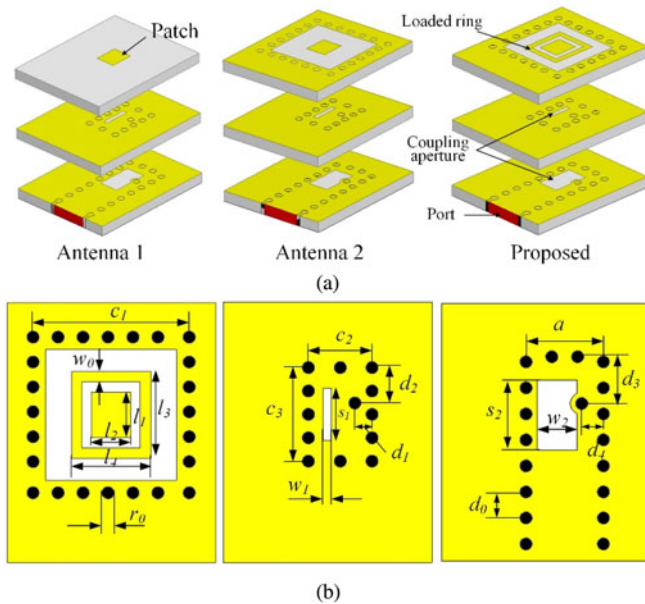 Patch
Loaded ring
Coupling aperture
Port
Antenna 1
Antenna 2
Proposed
(a)
c₁
w₀
l₁
l₂
l₃
l₄
r₀
c₂
c₃
s₁
d₂
d₁
w₁
a
s₂
w₂
d₃
d₄
d₀
(b)